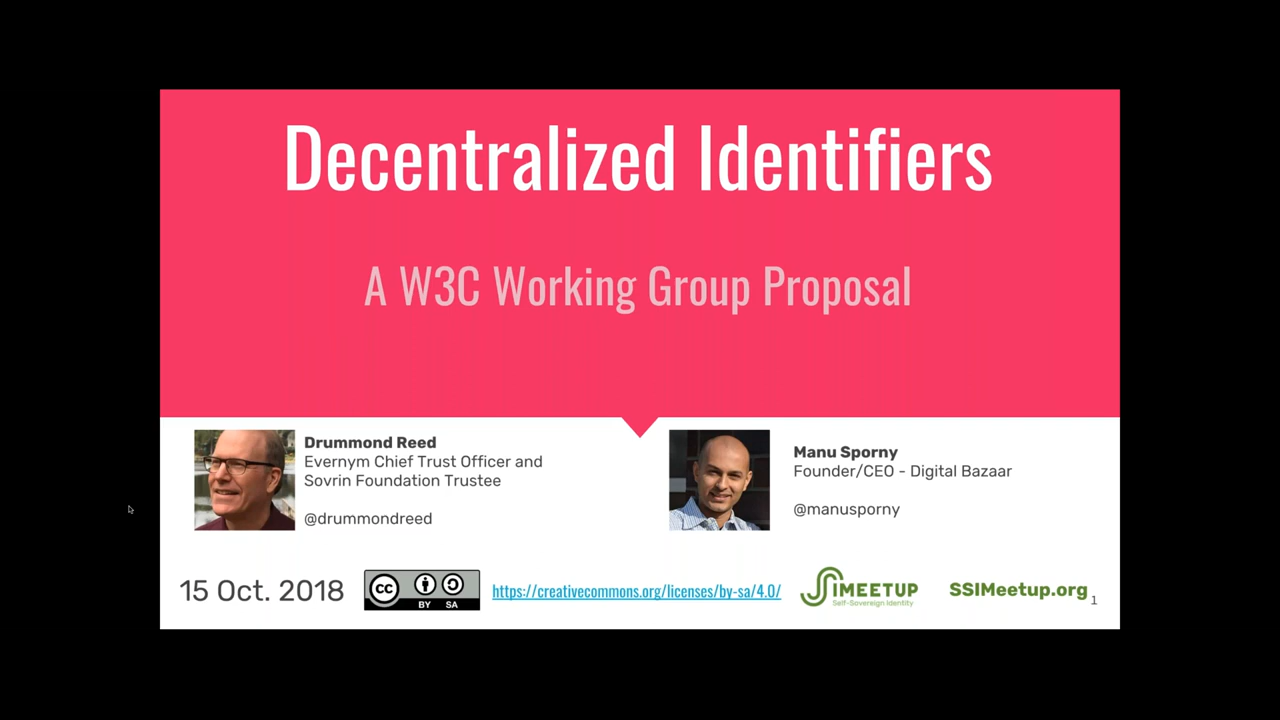 Decentralized Identifiers
A W3C Working Group Proposal
Drummond Reed
Evernym Chief Trust Officer and
Sovrin Foundation Trustee
@drummondreed
Manu Sporny
Founder/CEO - Digital Bazaar
@manusporny
15 Oct. 2018
cc
BY SA
https://creativecommons.org/licenses/by-sa/4.0/
SSIMEETUP
Self-Sovereign Identity
SSIMeetup.org
1